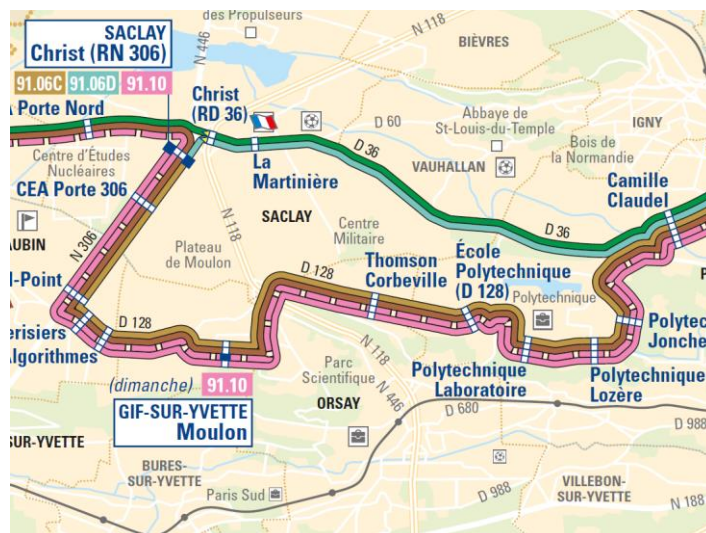 des Propulseurs
N 118
SACLAY
Christ (RN 306)
N 446
BIÈVRES
91.06C 91.06D 91.10
Porte Nord
Christ
(RD 36)
D 60
Abbaye de
St-Louis-du-Temple
IGNY
Centre d'Études
Nucléaires
La
Martinière
D 36
VAUHALLAN
Bois de
la Normandie
CEA Porte 306
Camille
Claudel
N 306
N 118
SACLAY
Centre
Militaire
D 36
AUBIN
Plateau
de Moulon
École
Polytechnique
(D 128)
-Point
D 128
Thomson
Corbeville
Polytechnique
D 128
erisiers
Algorithmes
Polytec
Jonche
(dimanche) 91.10
Parc
Scientifique
N 118
Polytechnique
Laboratoire
Polytechnique
Lozère
GIF-SUR-YVETTE
Moulon
ORSAY
N 446
D 680
D 988
SUR-YVETTE
BURES-
SUR-YVETTE
Paris Sud
D 988
VILLEBON-
SUR-YVETTE
N 188